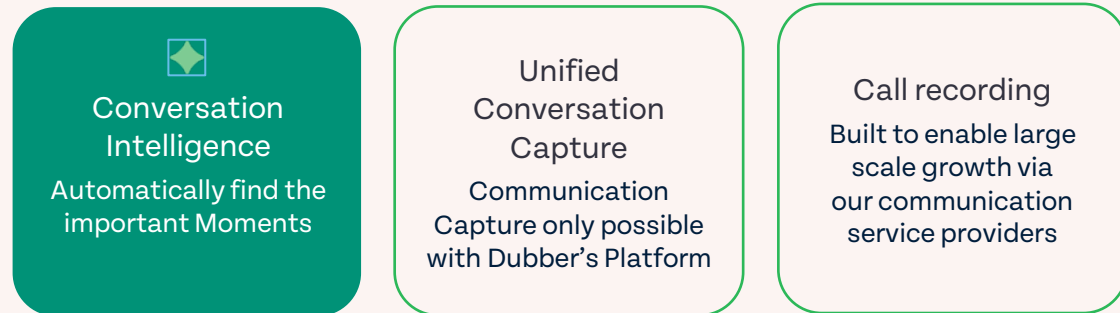 Conversation
Intelligence
Automatically find the
important Moments
Unified
Conversation
Capture
Communication
Capture only possible
with Dubber’s Platform
Call recording
Built to enable large
scale growth via
our communication
service providers